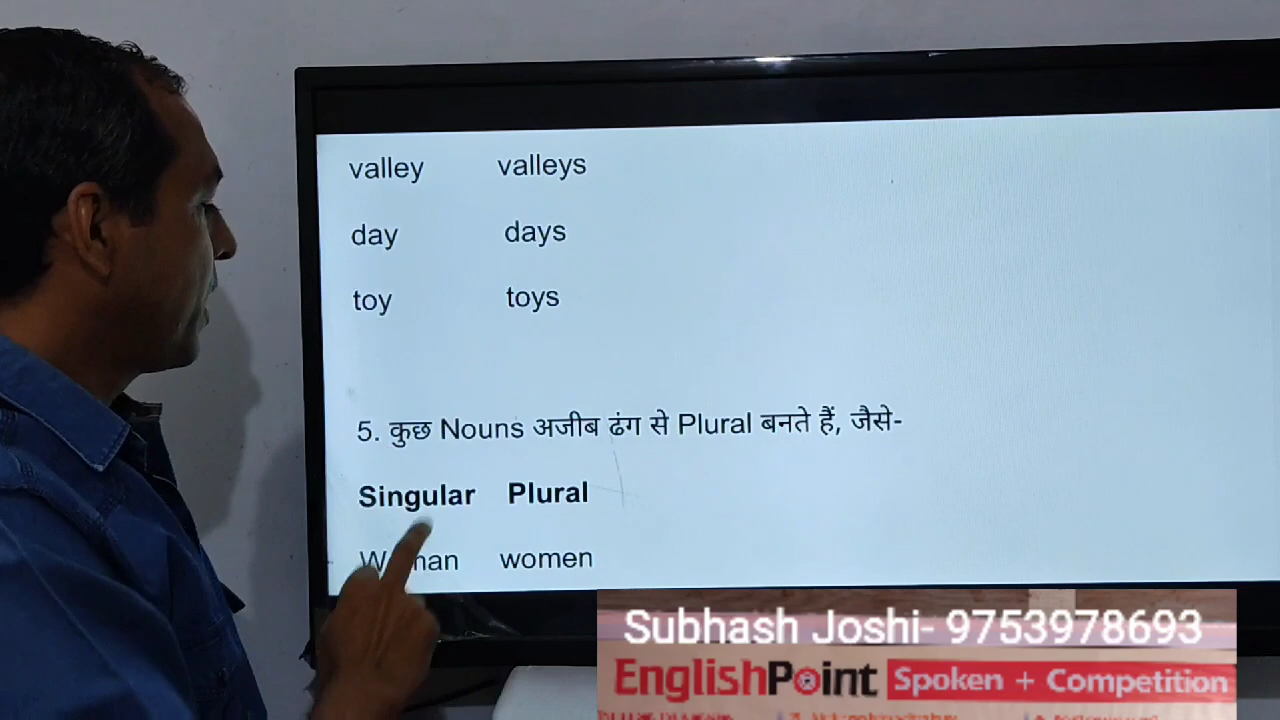 valley valleys
day days
toy toys
5. कुछ Nouns अजीब ढंग से Plural बनते हैं, जैसे-
Singular Plural
women
Subhash Joshi- 9753978693
EnglishPoint Spoken + Competition